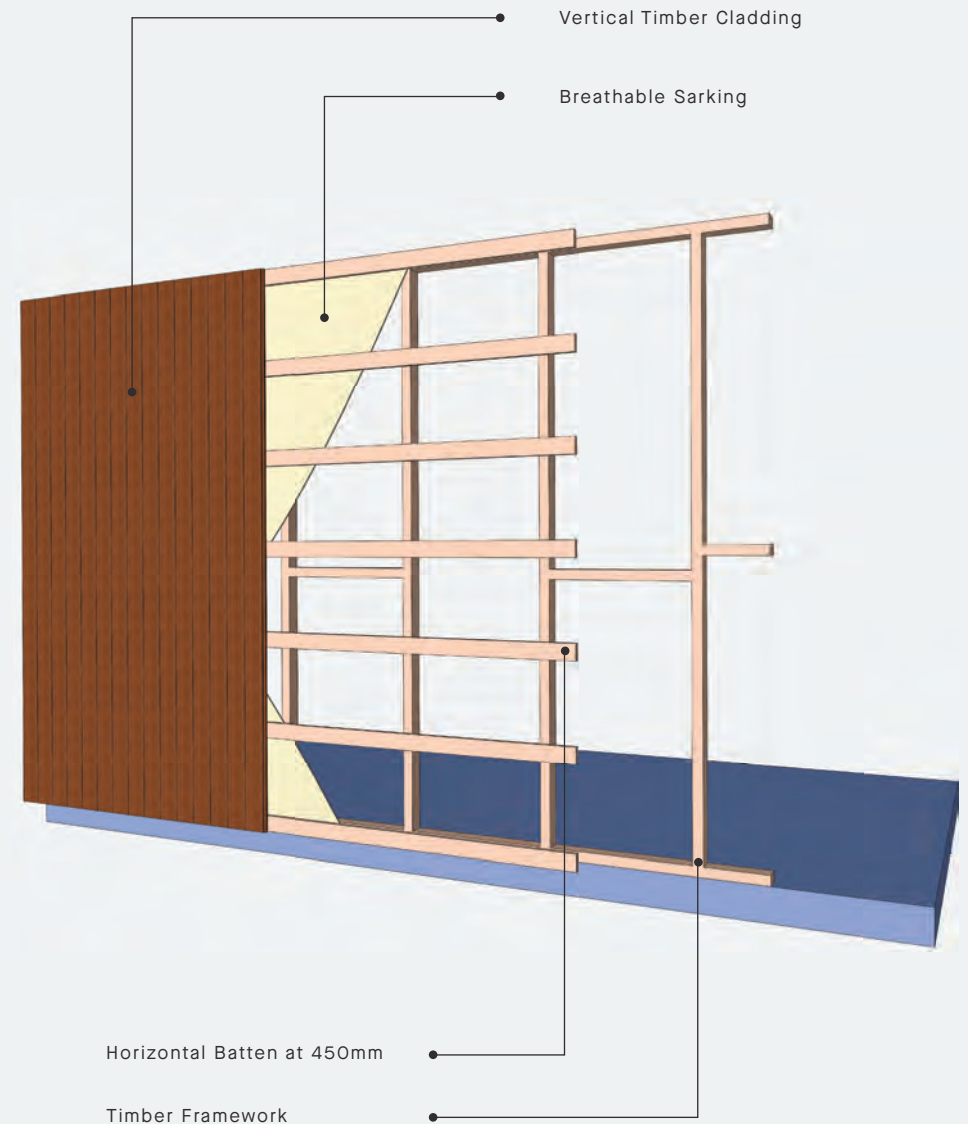 Vertical Timber Cladding
Breathable Sarking
Horizontal Batten at 450mm
Timber Framework